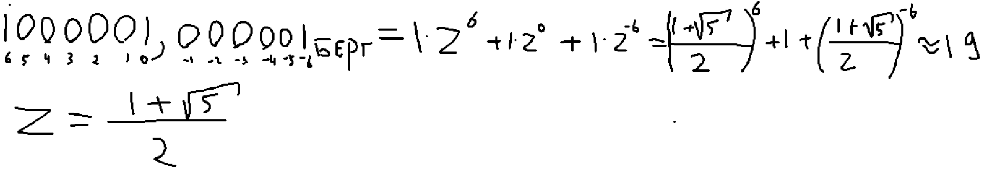 1000001,000001БЕРГ = 1·Z^6 + 1·Z^0 + 1·Z^-6 = ((1+√5)/2)^6 + 1 + ((1+√5)/2)^-6 ≈ 19
6 5 4 3 2 1 0 -1 -2 -3 -4 -5 -6
Z = (1+√5)/2